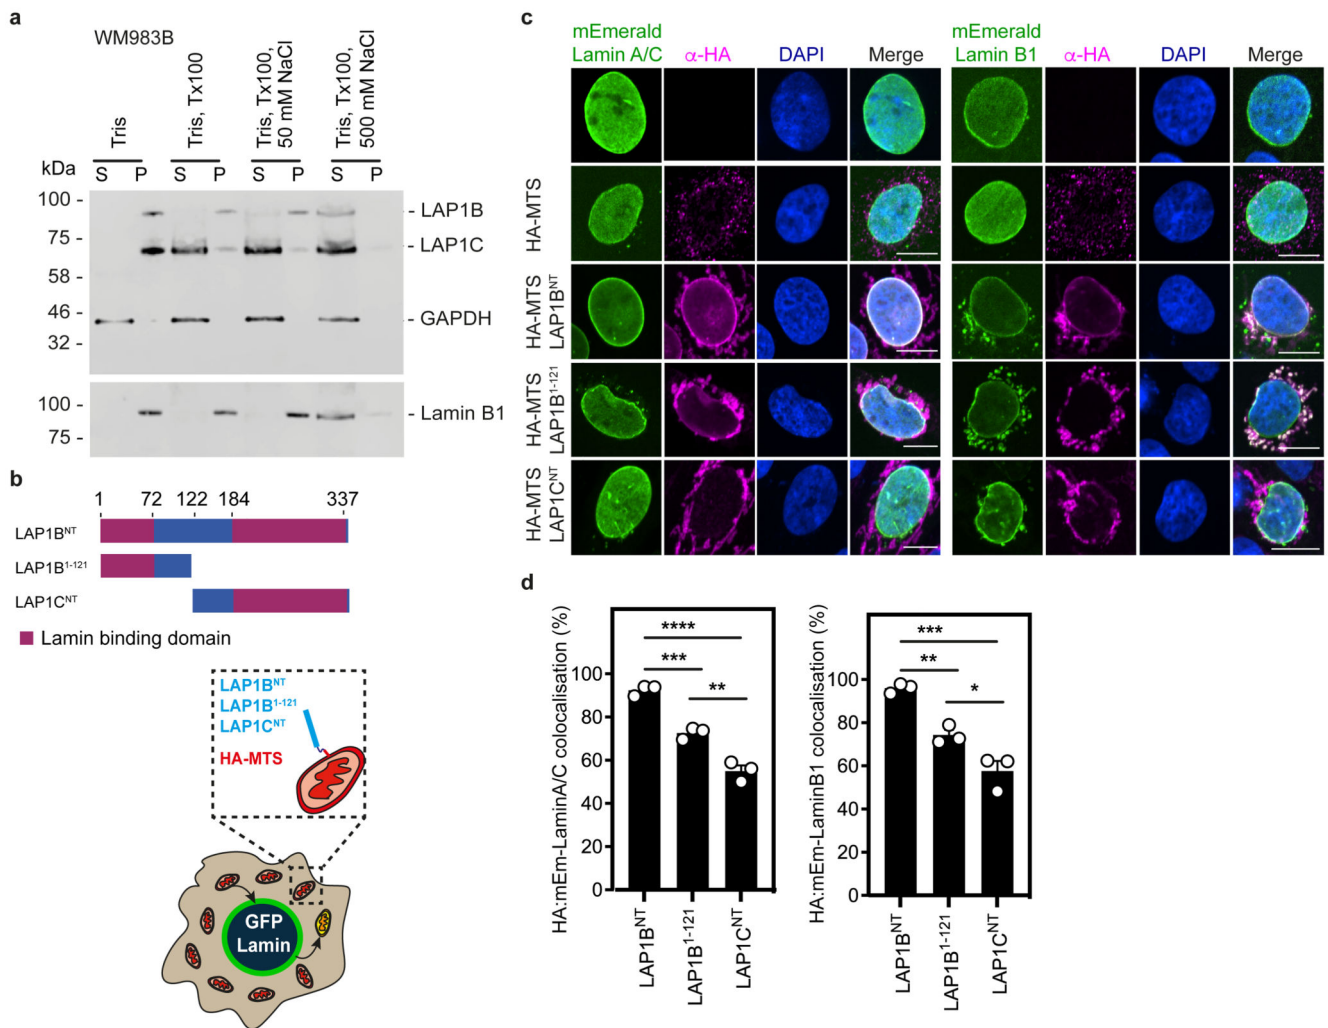 a
WM983B
Tris
Tris, Tx100
Tris, Tx100,
50 mM NaCl
Tris, Tx100,
500 mM NaCl
kDa
S P S P S P S P
100 -
75 -
58 -
46 -
32 -
- LAP1B
- LAP1C
- GAPDH
100 -
75 -
- Lamin B1
b
1 72 122 184 337
LAP1B^NT
LAP1B^1-121
LAP1C^NT
Lamin binding domain
LAP1B^NT
LAP1B^1-121
LAP1C^NT
HA-MTS
GFP
Lamin
c
mEmerald
Lamin A/C α-HA DAPI Merge
mEmerald
Lamin B1 α-HA DAPI Merge
HA-MTS
HA-MTS
LAP1B^NT
HA-MTS
LAP1B^1-121
HA-MTS
LAP1C^NT
d
HA:mEm-LaminA/C colocalisation (%)
100
80
60
40
20
0
****
***
**
LAP1B^NT
LAP1B^1-121
LAP1C^NT
HA:mEm-LaminB1 colocalisation (%)
100
80
60
40
20
0
***
**
*
LAP1B^NT
LAP1B^1-121
LAP1C^NT